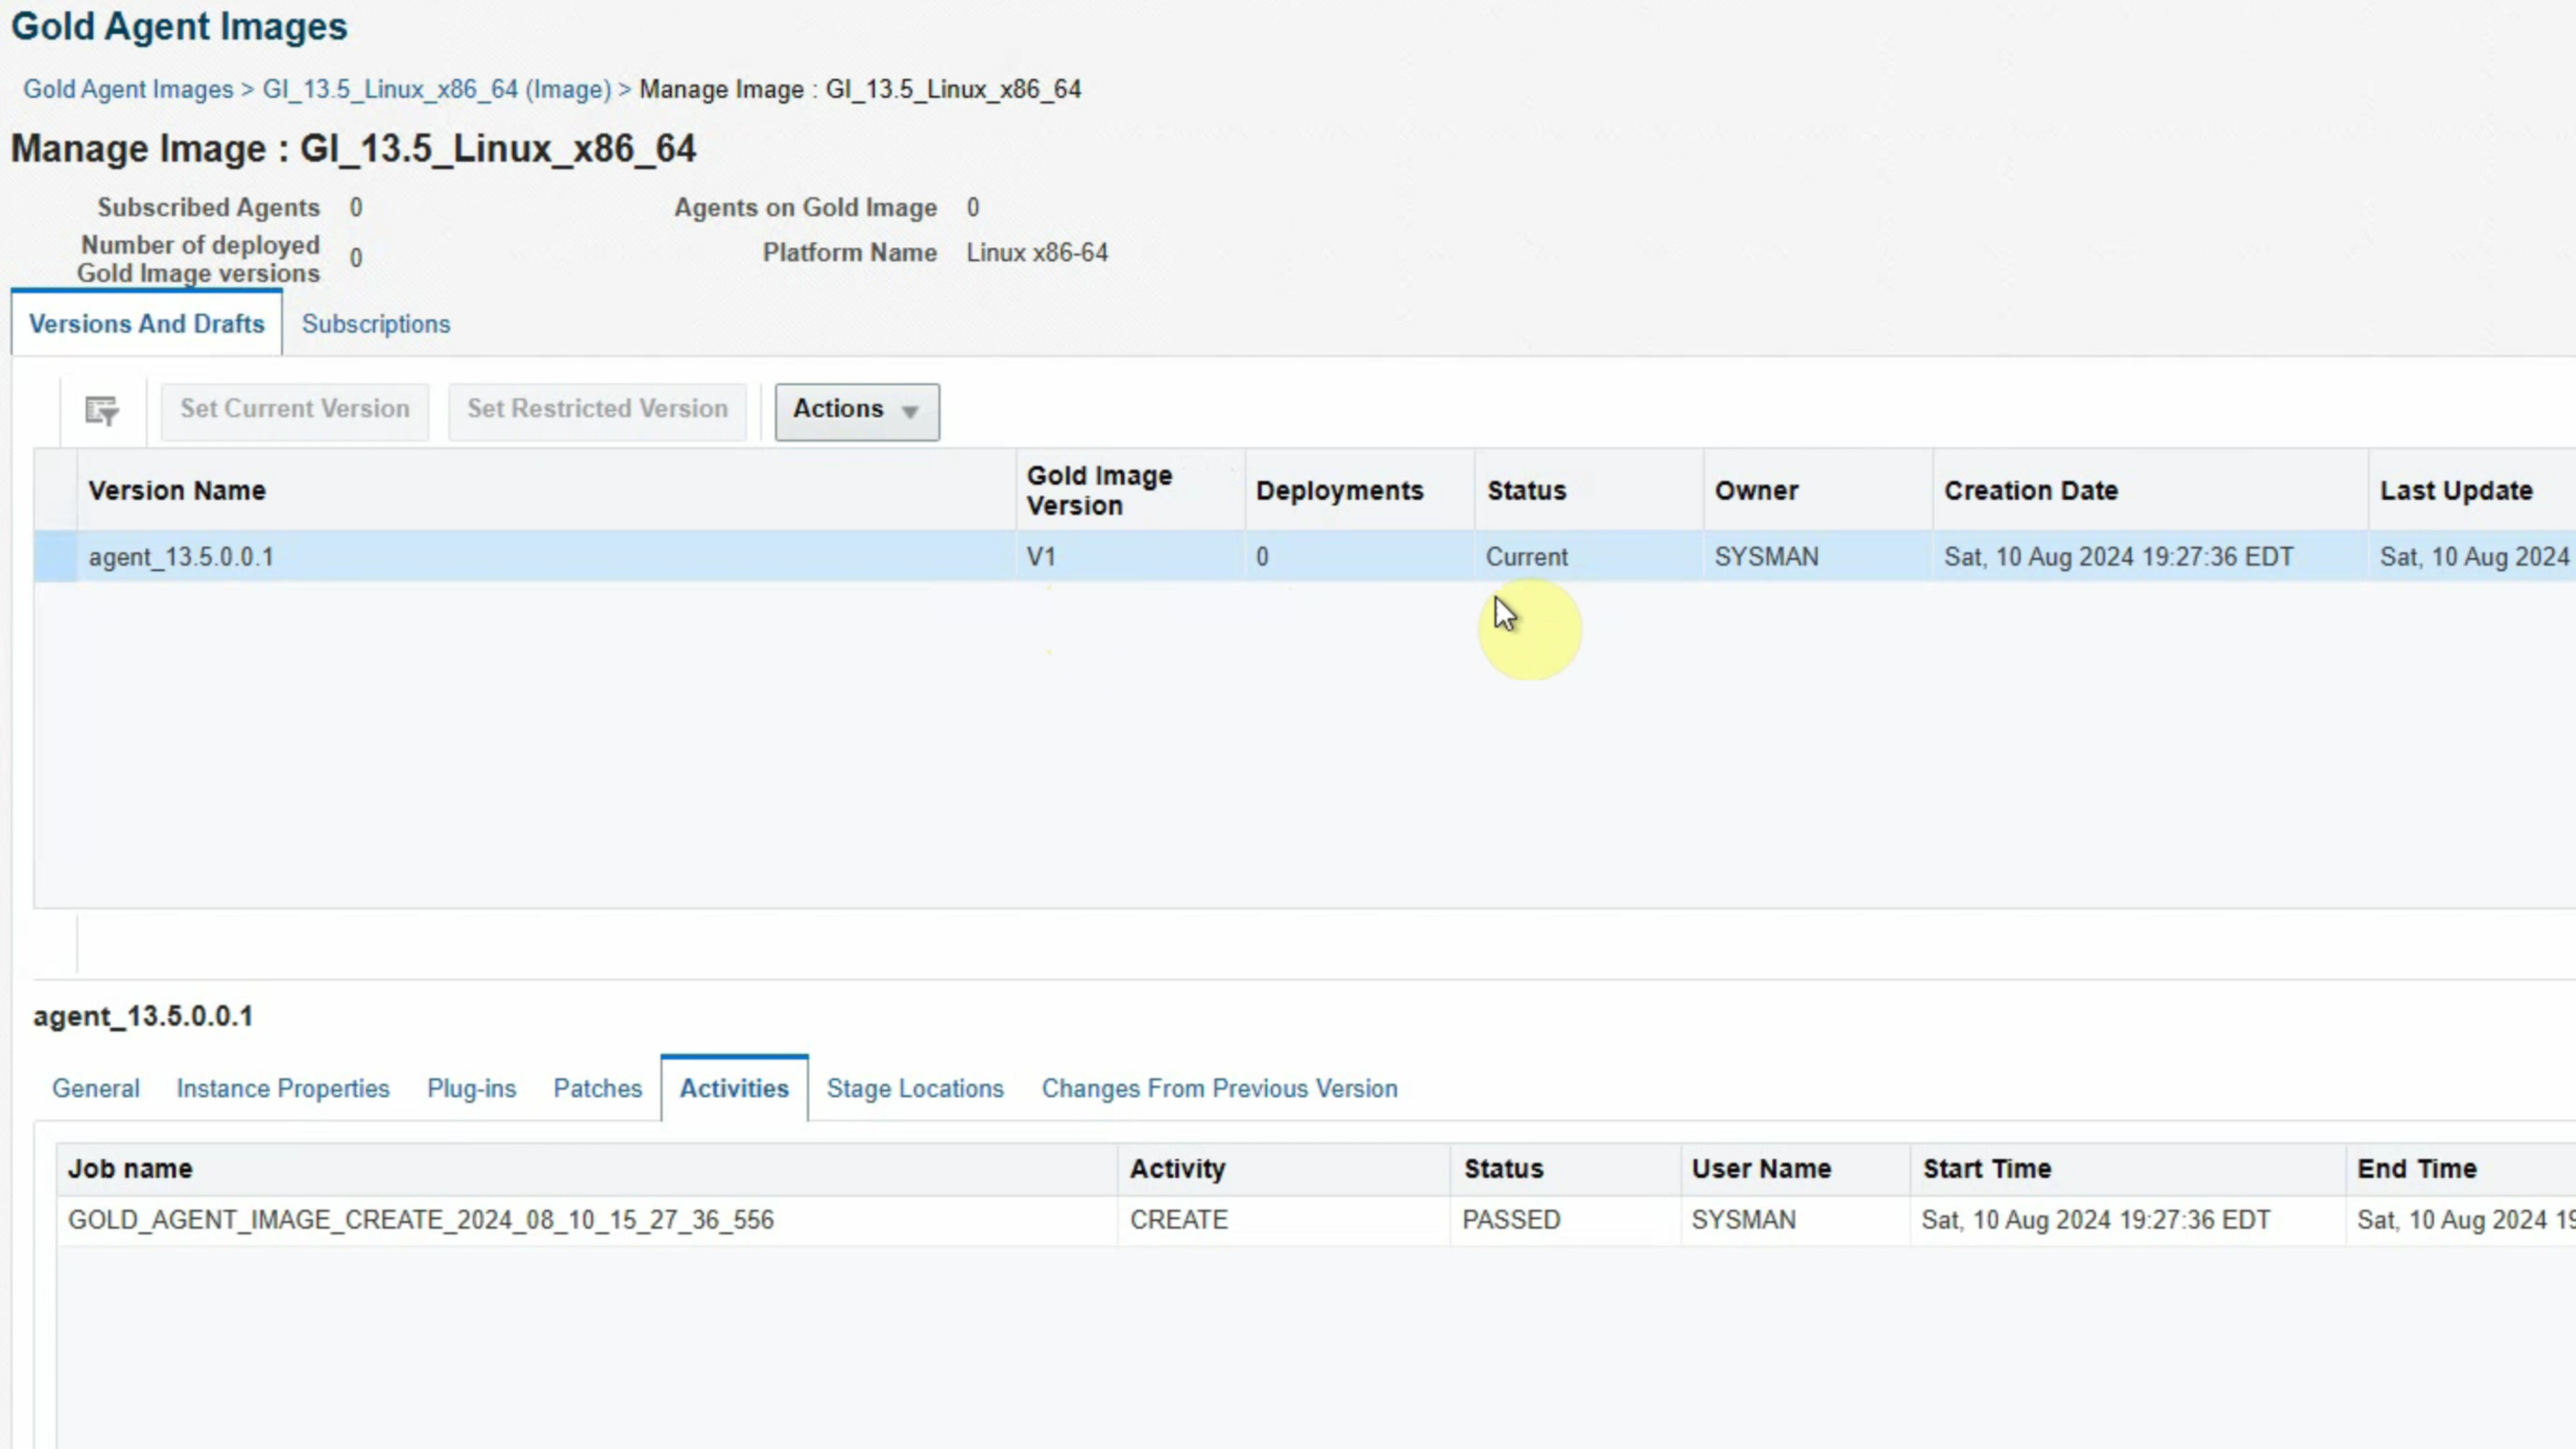 Gold Agent Images
Gold Agent Images > GI_13.5_Linux_x86_64 (Image) > Manage Image : GI_13.5_Linux_x86_64
Manage Image : GI_13.5_Linux_x86_64
Subscribed Agents 0 Agents on Gold Image 0
Number of deployed Gold Image versions 0 Platform Name Linux x86-64
Versions And Drafts Subscriptions
Set Current Version Set Restricted Version Actions
Version Name Gold Image Version Deployments Status Owner Creation Date Last Update
agent_13.5.0.0.1 V1 0 Current SYSMAN Sat, 10 Aug 2024 19:27:36 EDT Sat, 10 Aug 2024
agent_13.5.0.0.1
General Instance Properties Plug-ins Patches Activities Stage Locations Changes From Previous Version
Job name Activity Status User Name Start Time End Time
GOLD_AGENT_IMAGE_CREATE_2024_08_10_15_27_36_556 CREATE PASSED SYSMAN Sat, 10 Aug 2024 19:27:36 EDT Sat, 10 Aug 2024 19